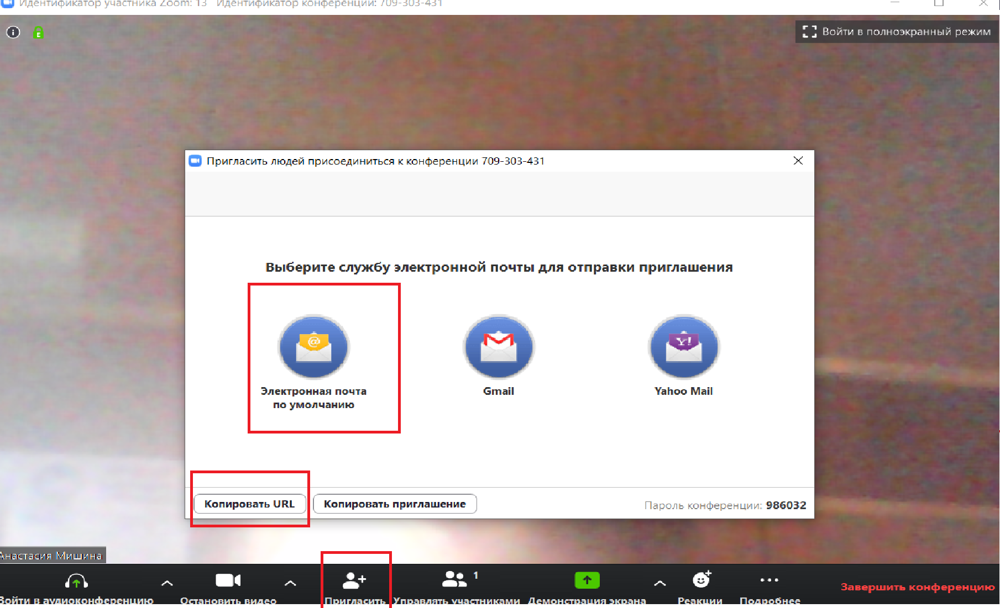 Идентификатор участника Zoom: 13 Идентификатор конференции: 709-303-431
Войти в полноэкранный режим
Пригласить людей присоединиться к конференции 709-303-431
Выберите службу электронной почты для отправки приглашения
Электронная почта
по умолчанию
Gmail
Yahoo Mail
Копировать URL
Копировать приглашение
Пароль конференции: 986032
Анастасия Мишина
1
Войти в аудиоконференцию
Остановить видео
Пригласить
Управлять участниками
Демонстрация экрана
Реакции
Подробнее
Завершить конференцию